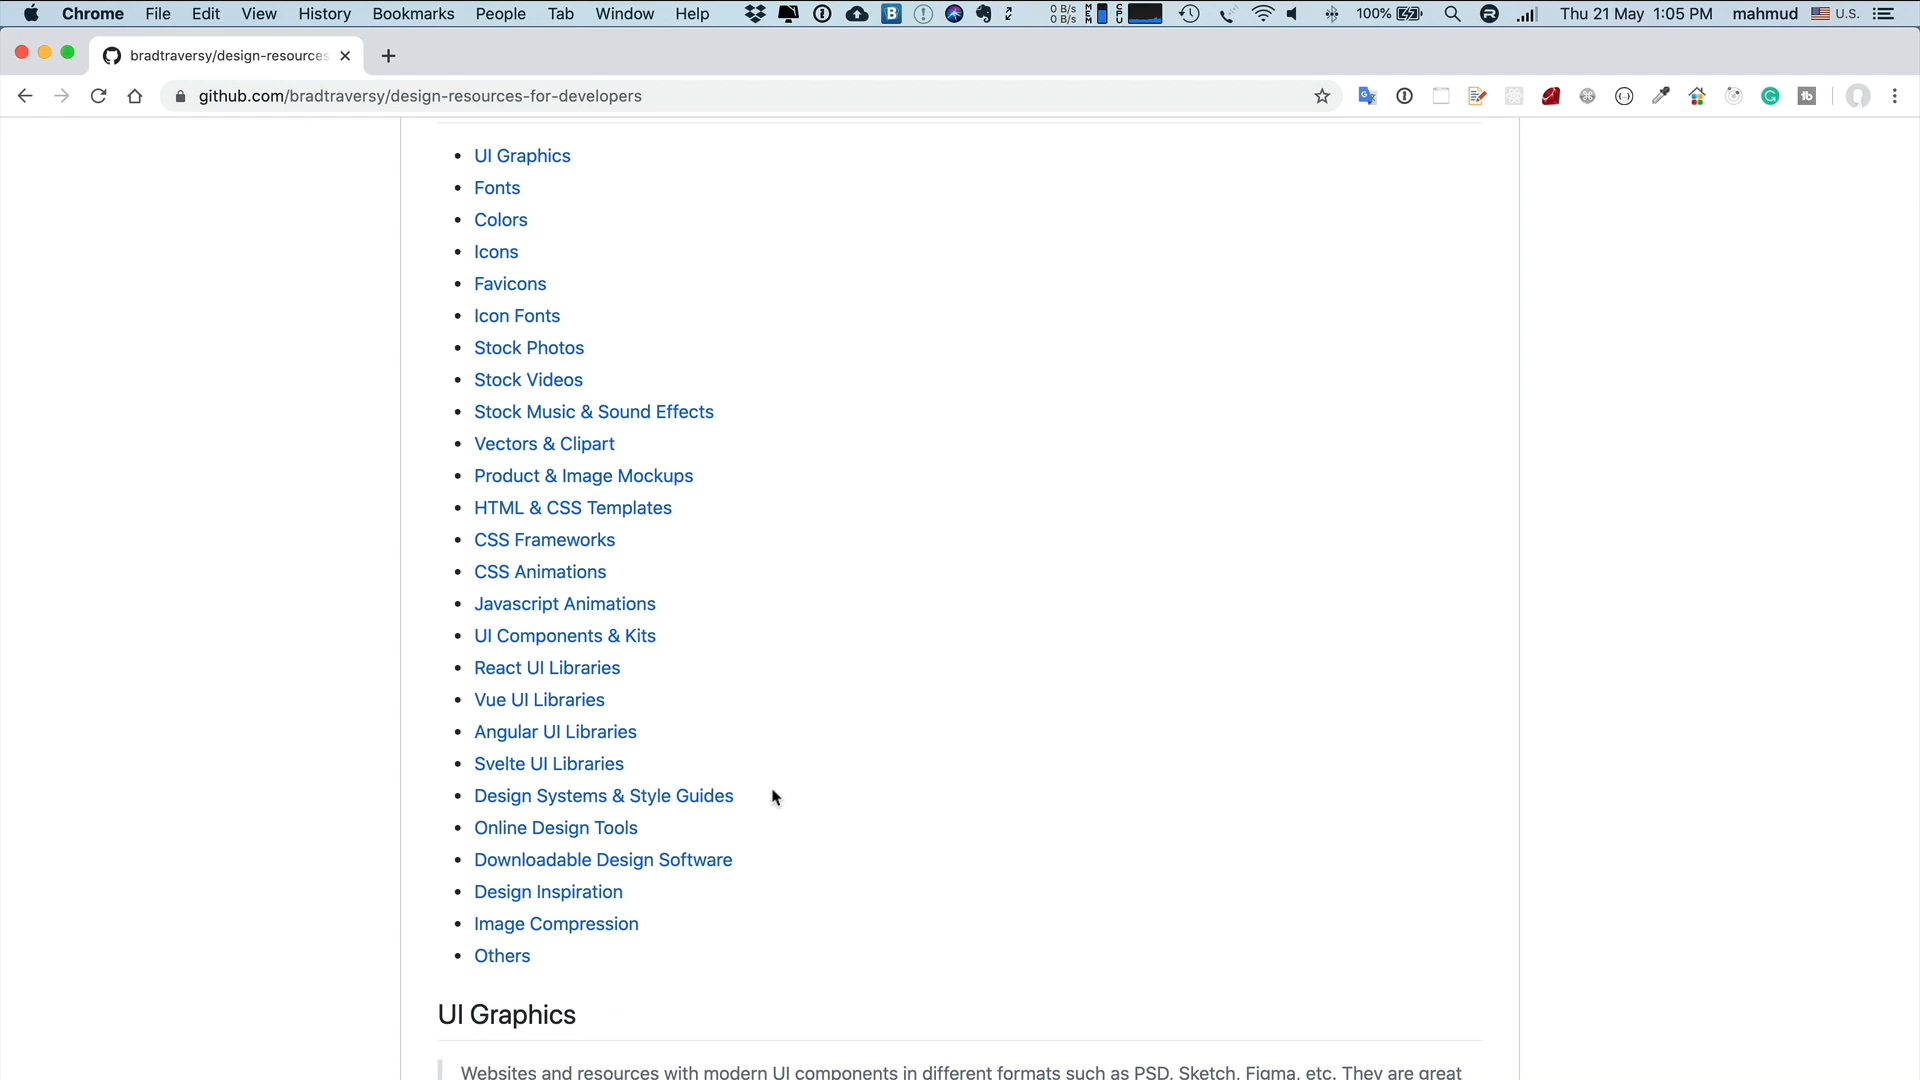 Chrome File Edit View History Bookmarks People Tab Window Help 100% Thu 21 May 1:05 PM mahmud U.S.
bradtraversy/design-resources
github.com/bradtraversy/design-resources-for-developers
UI Graphics
Fonts
Colors
Icons
Favicons
Icon Fonts
Stock Photos
Stock Videos
Stock Music & Sound Effects
Vectors & Clipart
Product & Image Mockups
HTML & CSS Templates
CSS Frameworks
CSS Animations
Javascript Animations
UI Components & Kits
React UI Libraries
Vue UI Libraries
Angular UI Libraries
Svelte UI Libraries
Design Systems & Style Guides
Online Design Tools
Downloadable Design Software
Design Inspiration
Image Compression
Others
UI Graphics
Websites and resources with modern UI components in different formats such as PSD, Sketch, Figma, etc. They are great